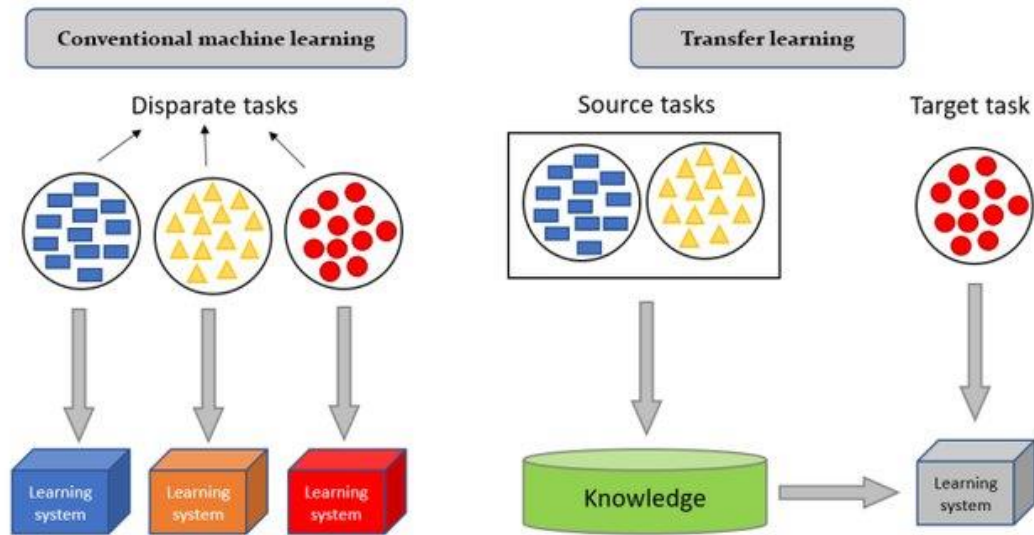 Conventional machine learning
Transfer learning
Disparate tasks
Source tasks
Target task
Learning
system
Learning
system
Learning
system
Knowledge
Learning
system